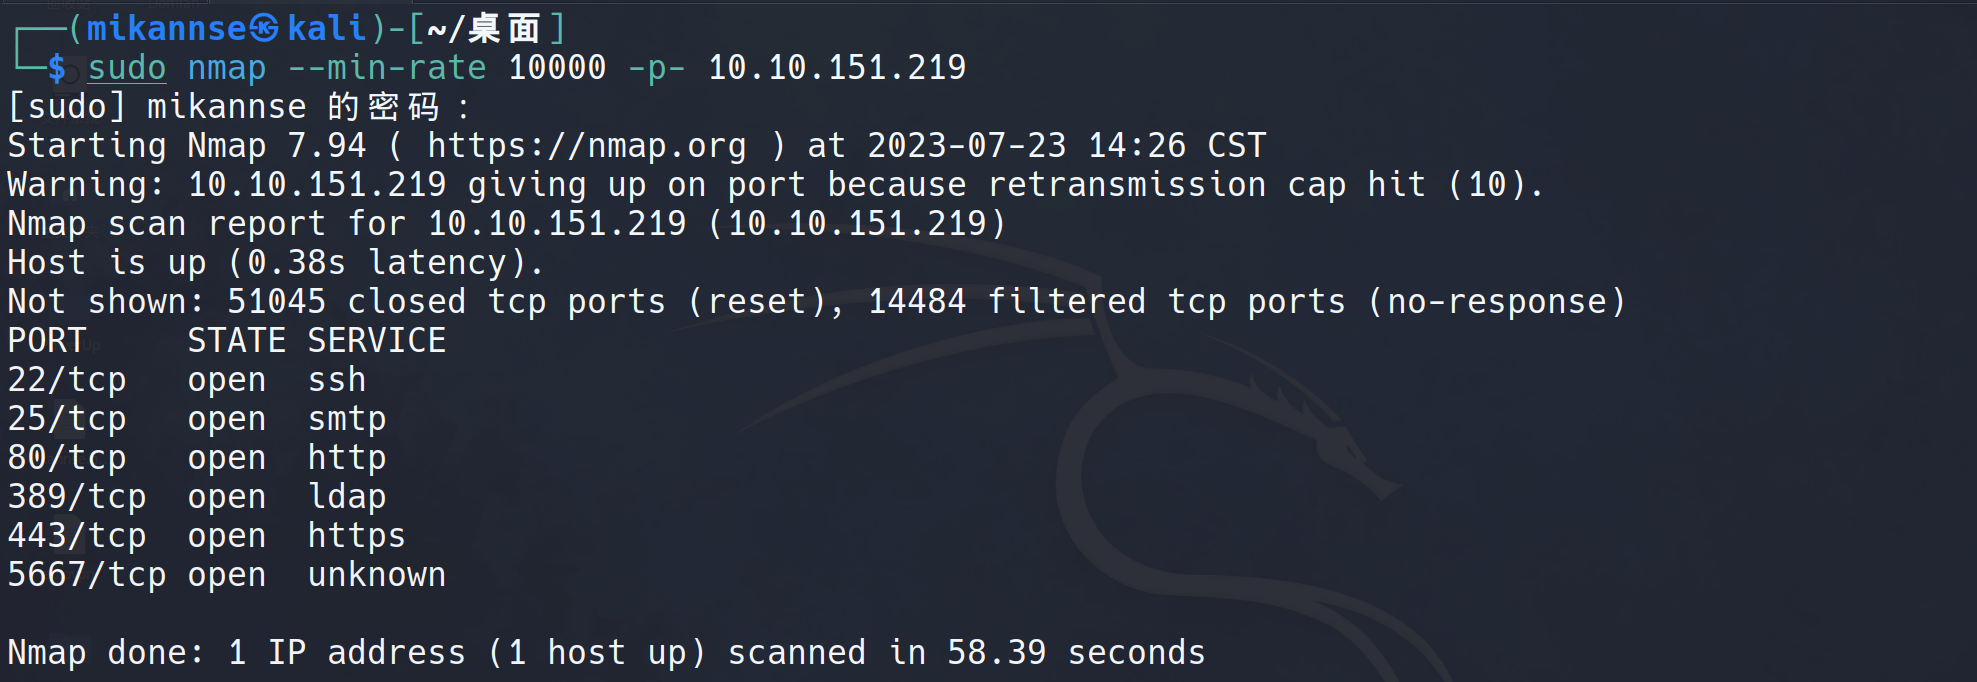 ┌──(mikannse㉿kali)-[~/桌面]
└─$ sudo nmap --min-rate 10000 -p- 10.10.151.219
[sudo] mikannse 的密码：
Starting Nmap 7.94 ( https://nmap.org ) at 2023-07-23 14:26 CST
Warning: 10.10.151.219 giving up on port because retransmission cap hit (10).
Nmap scan report for 10.10.151.219 (10.10.151.219)
Host is up (0.38s latency).
Not shown: 51045 closed tcp ports (reset), 14484 filtered tcp ports (no-response)
PORT     STATE SERVICE
22/tcp   open  ssh
25/tcp   open  smtp
80/tcp   open  http
389/tcp  open  ldap
443/tcp  open  https
5667/tcp open  unknown
Nmap done: 1 IP address (1 host up) scanned in 58.39 seconds